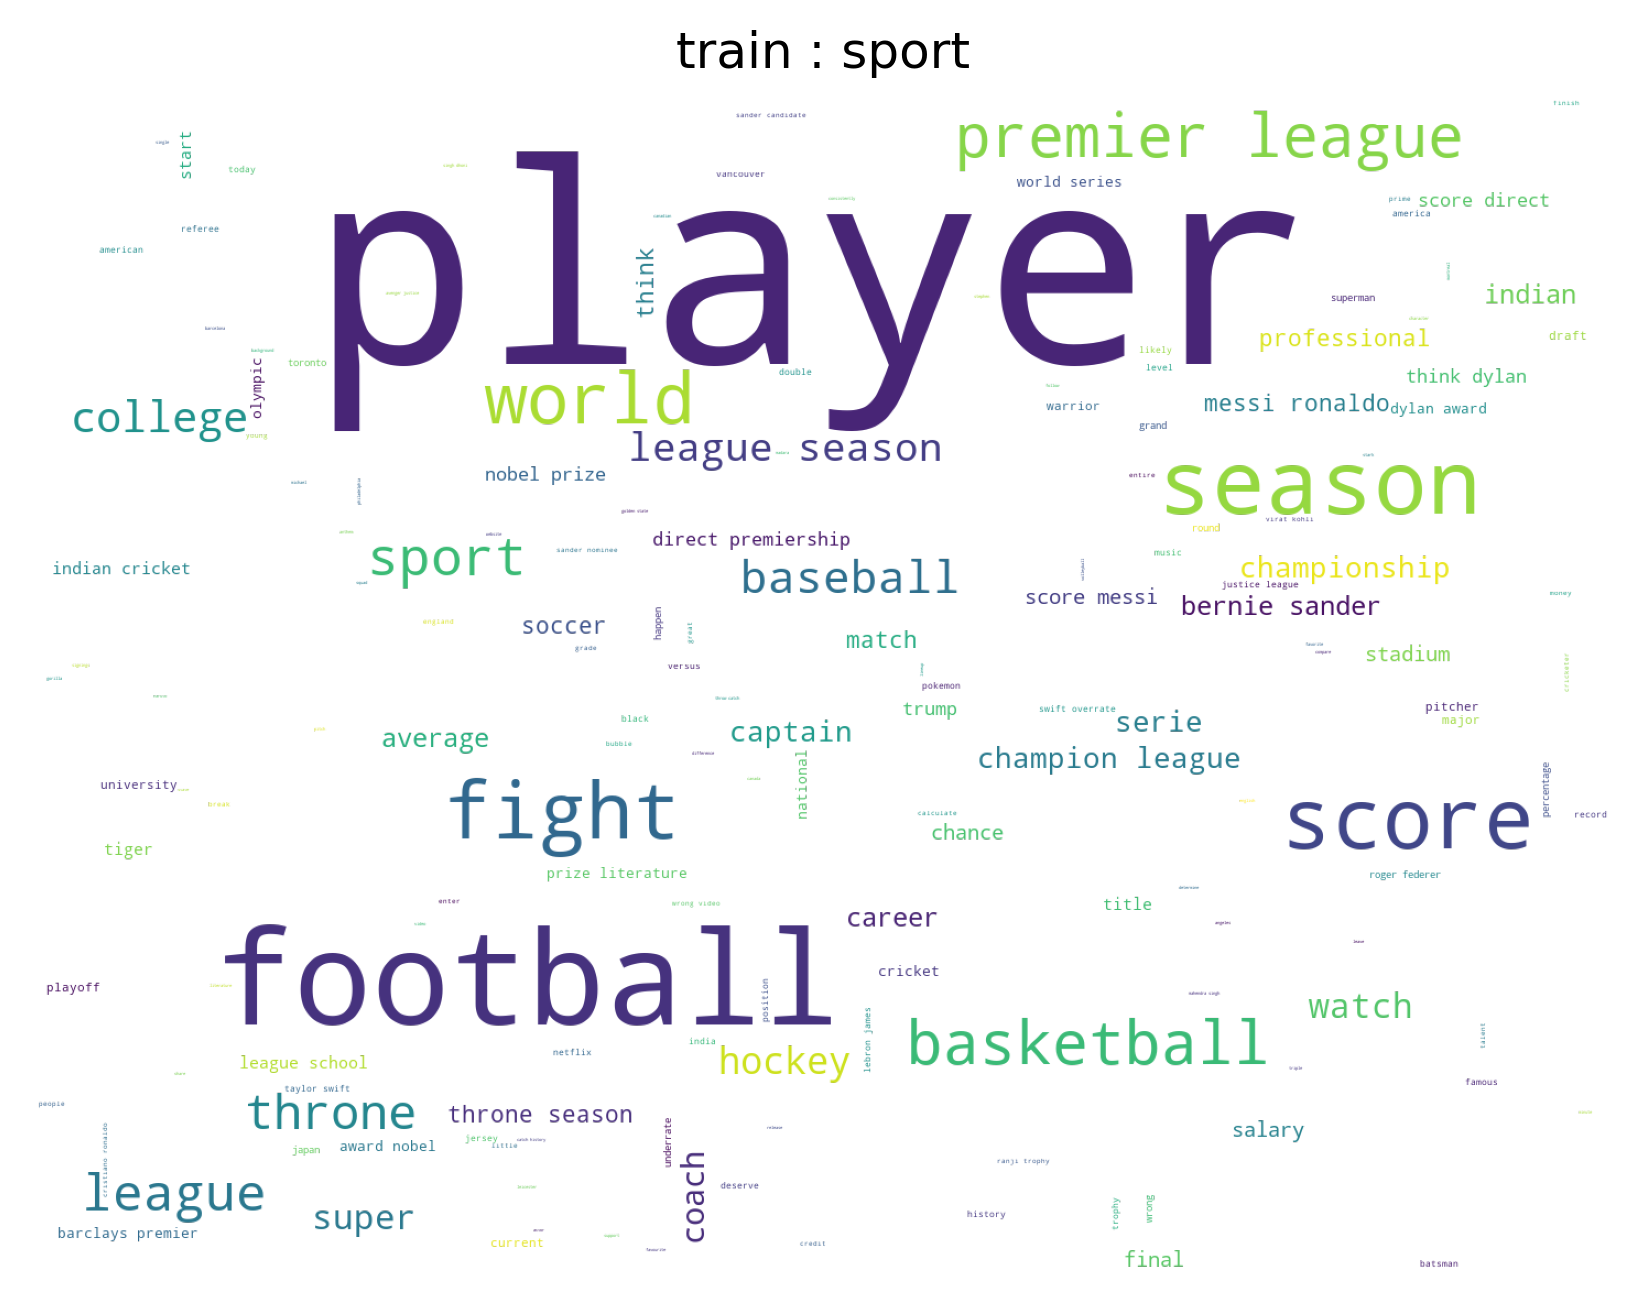 train : sport
finish
sander candidate
premier league
start
today
vancouver
world series
player
prime
score direct
america
referee
american
think
superman
indian
professional
draft
likely
level
toronto
olympic
double
think dylan
world
college
young
warrior
messi ronaldo
dylan award
grand
league season
nobel prize
entire
season
virat kohli
round
direct premiership
sander nominee
music
sport
indian cricket
baseball
championship
justice league
money
score messi
bernie sander
england
soccer
happen
great
match
grade
stadium
cricketer
versus
pokemon
trump
swift overrate
pitcher
major
black
serie
captain
average
bubble
champion league
university
national
percentage
break
fight
score
record
calculate
chance
tiger
prize literature
roger federer
enter
wrong video
title
career
football
cricket
playoff
position
watch
lebron james
basketball
india
talent
netflix
hockey
league school
famous
taylor swift
people
throne
throne season
salary
underrate
jersey
little
award nobel
japan
cristiano ronaldo
ranji trophy
coach
deserve
league
trophy
wrong
history
super
barclays premier
current
credit
final
batsman